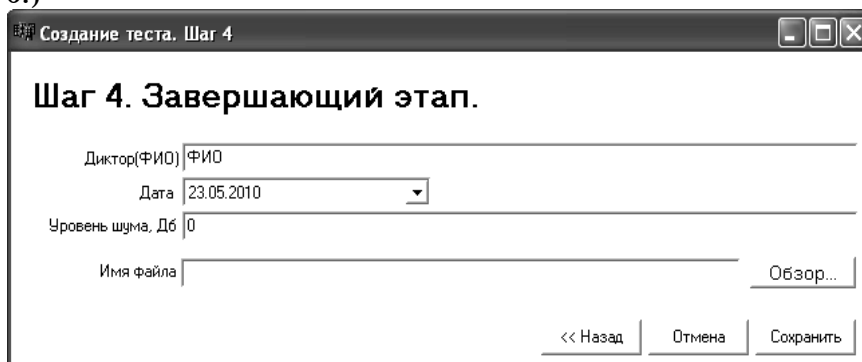 Создание теста. Шаг 4
Шаг 4. Завершающий этап.
Диктор(ФИО) ФИО
Дата 23.05.2010
Уровень шума, Дб 0
Имя файла Обзор...
<< Назад Отмена Сохранить